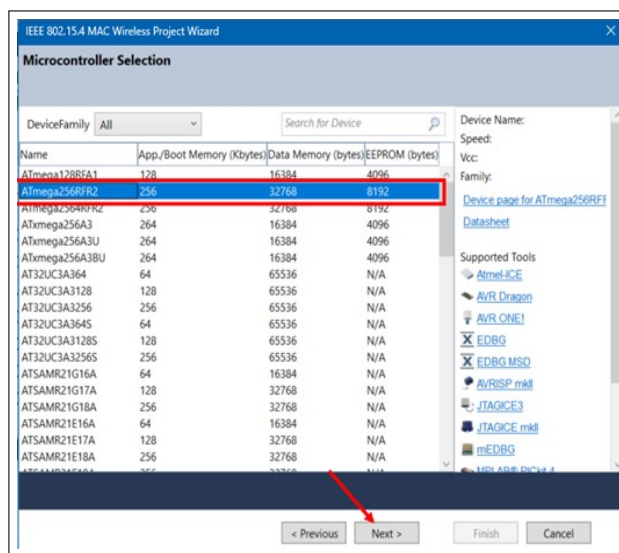 IEEE 802.15.4 MAC Wireless Project Wizard
Microcontroller Selection
DeviceFamily All Search for Device
Name App./Boot Memory (Kbytes) Data Memory (bytes) EEPROM (bytes)
ATmega128RFA1 128 16384 4096
ATmega256RFR2 256 32768 8192
ATmega2564RFR2 256 32768 8192
ATxmega256A3 264 16384 4096
ATxmega256A3U 264 16384 4096
ATxmega256A3BU 264 16384 4096
AT32UC3A364 64 65536 N/A
AT32UC3A3128 128 65536 N/A
AT32UC3A3256 256 65536 N/A
AT32UC3A364S 64 65536 N/A
AT32UC3A3128S 128 65536 N/A
AT32UC3A3256S 256 65536 N/A
ATSAMR21G16A 64 16384 N/A
ATSAMR21G17A 128 32768 N/A
ATSAMR21G18A 256 32768 N/A
ATSAMR21E16A 64 16384 N/A
ATSAMR21E17A 128 32768 N/A
ATSAMR21E18A 256 32768 N/A
Device Name:
Speed:
Vcc:
Family:
Device page for ATmega256RFF
Datasheet
Supported Tools
Atmel-ICE
AVR Dragon
AVR ONE!
EDBG
EDBG MSD
AVRISP mkII
JTAGICE3
JTAGICE mkII
mEDBG
MPLAB® PICkit 4
< Previous Next > Finish Cancel